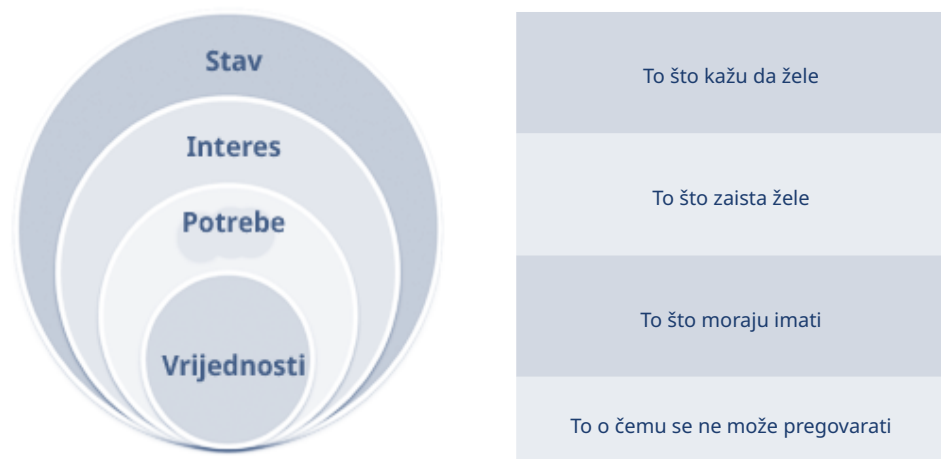 Stav
Interes
Potrebe
Vrijednosti
To što kažu da žele
To što zaista žele
To što moraju imati
To o čemu se ne može pregovarati